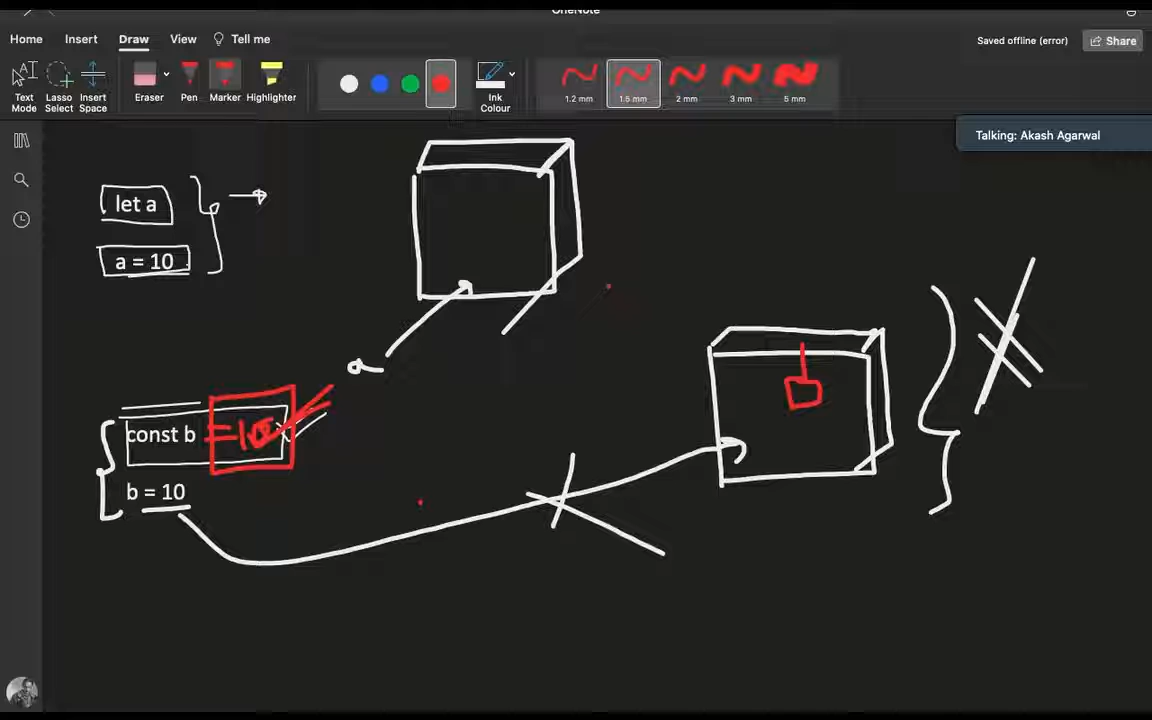 OneNote
Home Insert Draw View Tell me
Saved offline (error) Share
Text Mode
Lasso Select
Insert Space
Eraser
Pen
Marker
Highlighter
Ink Colour
1.2 mm
1.5 mm
2 mm
3 mm
5 mm
Talking: Akash Agarwal
let a
a = 10
a
const b =
b = 10